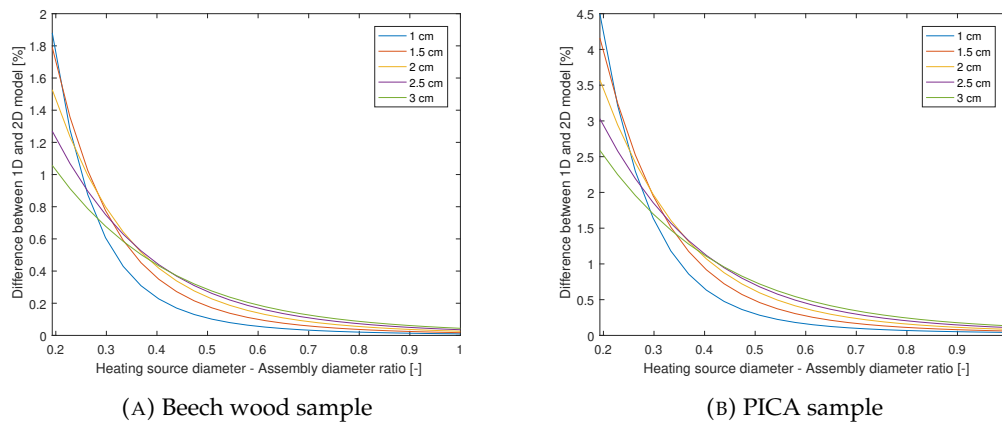 2
1.8
1.6
1.4
1.2
1
0.8
0.6
0.4
0.2
0
Difference between 1D and 2D model [%]
0.2 0.3 0.4 0.5 0.6 0.7 0.8 0.9 1
Heating source diameter - Assembly diameter ratio [-]
1 cm
1.5 cm
2 cm
2.5 cm
3 cm
(A) Beech wood sample
4.5
4
3.5
3
2.5
2
1.5
1
0.5
0
Difference between 1D and 2D model [%]
0.2 0.3 0.4 0.5 0.6 0.7 0.8 0.9
Heating source diameter - Assembly diameter ratio [-]
1 cm
1.5 cm
2 cm
2.5 cm
3 cm
(B) PICA sample